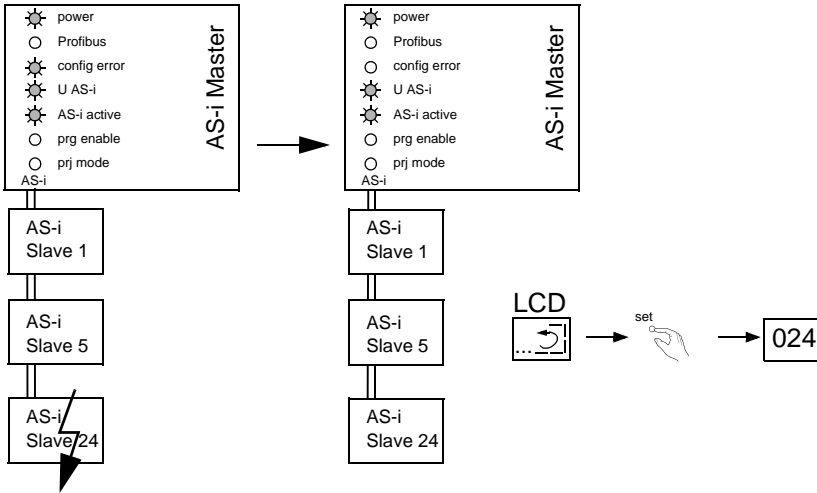 power
Profibus
config error
U AS-i
AS-i active
prg enable
prj mode
AS-i
AS-i Master
AS-i
Slave 1
AS-i
Slave 5
AS-i
Slave 24
power
Profibus
config error
U AS-i
AS-i active
prg enable
prj mode
AS-i
AS-i Master
AS-i
Slave 1
AS-i
Slave 5
AS-i
Slave 24
LCD
...
set
024